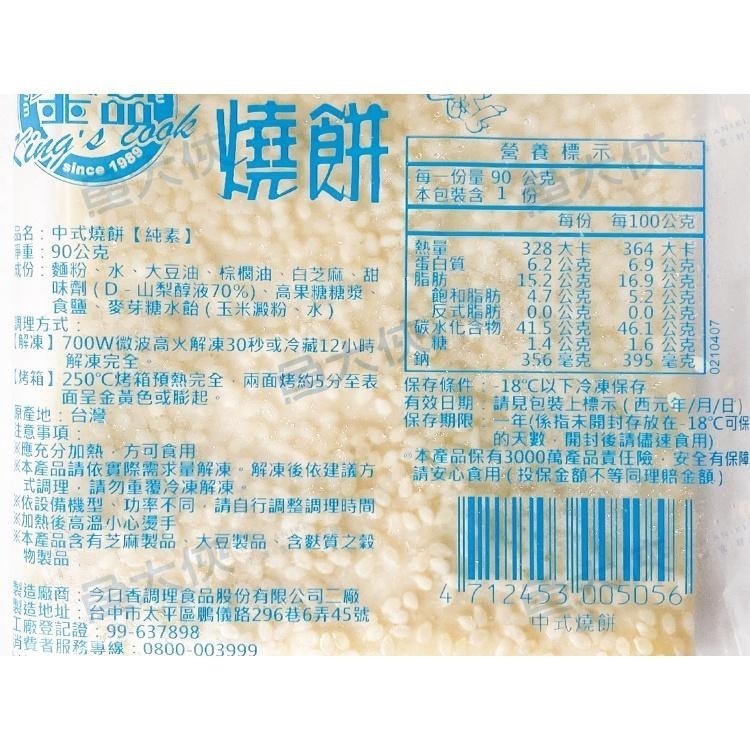 金品
King's Cook
since 1989
燒餅
品名：中式燒餅【純素】
淨重：90公克
成份：麵粉、水、大豆油、棕櫚油、白芝麻、甜
味劑(D-山梨醇液70%)、高果糖糖漿、
食鹽、麥芽糖水飴(玉米澱粉、水)
調理方式：
【解凍】700W微波高火解凍30秒或冷藏12小時
解凍完全。
【烤箱】250℃烤箱預熱完全，兩面烤約5分至表
面呈金黃色或膨起。
原產地：台灣
注意事項：
※應充分加熱，方可食用
※本產品請依實際需求量解凍。解凍後依建議方
式調理，請勿重覆冷凍解凍。
※依設備機型、功率不同，請自行調整調理時間
※加熱後高溫小心燙手
※本產品含有芝麻製品、大豆製品、含麩質之穀
物製品
製造廠商：今日香調理食品股份有限公司二廠
製造地址：台中市太平區鵬儀路296巷6弄45號
工廠登記證：99-637898
消費者服務專線：0800-003999
營養標示
每一份量 90 公克
本包裝含 1 份
每份 每100公克
熱量 328 大卡 364 大卡
蛋白質 6.2 公克 6.9 公克
脂肪 15.2 公克 16.9 公克
飽和脂肪 4.7 公克 5.2 公克
反式脂肪 0.0 公克 0.0 公克
碳水化合物 41.5 公克 46.1 公克
糖 1.4 公克 1.6 公克
鈉 356 毫克 395 毫克
0210407
保存條件：-18℃以下冷凍保存
有效日期：請見包裝上標示(西元年/月/日)
保存期限：一年(係指未開封存放在-18℃可保
的天數，開封後請儘速食用)
※本產品保有3000萬產品責任險，安全有保障
請安心食用(投保金額不等同理賠金額)
4 712453 005056
中式燒餅